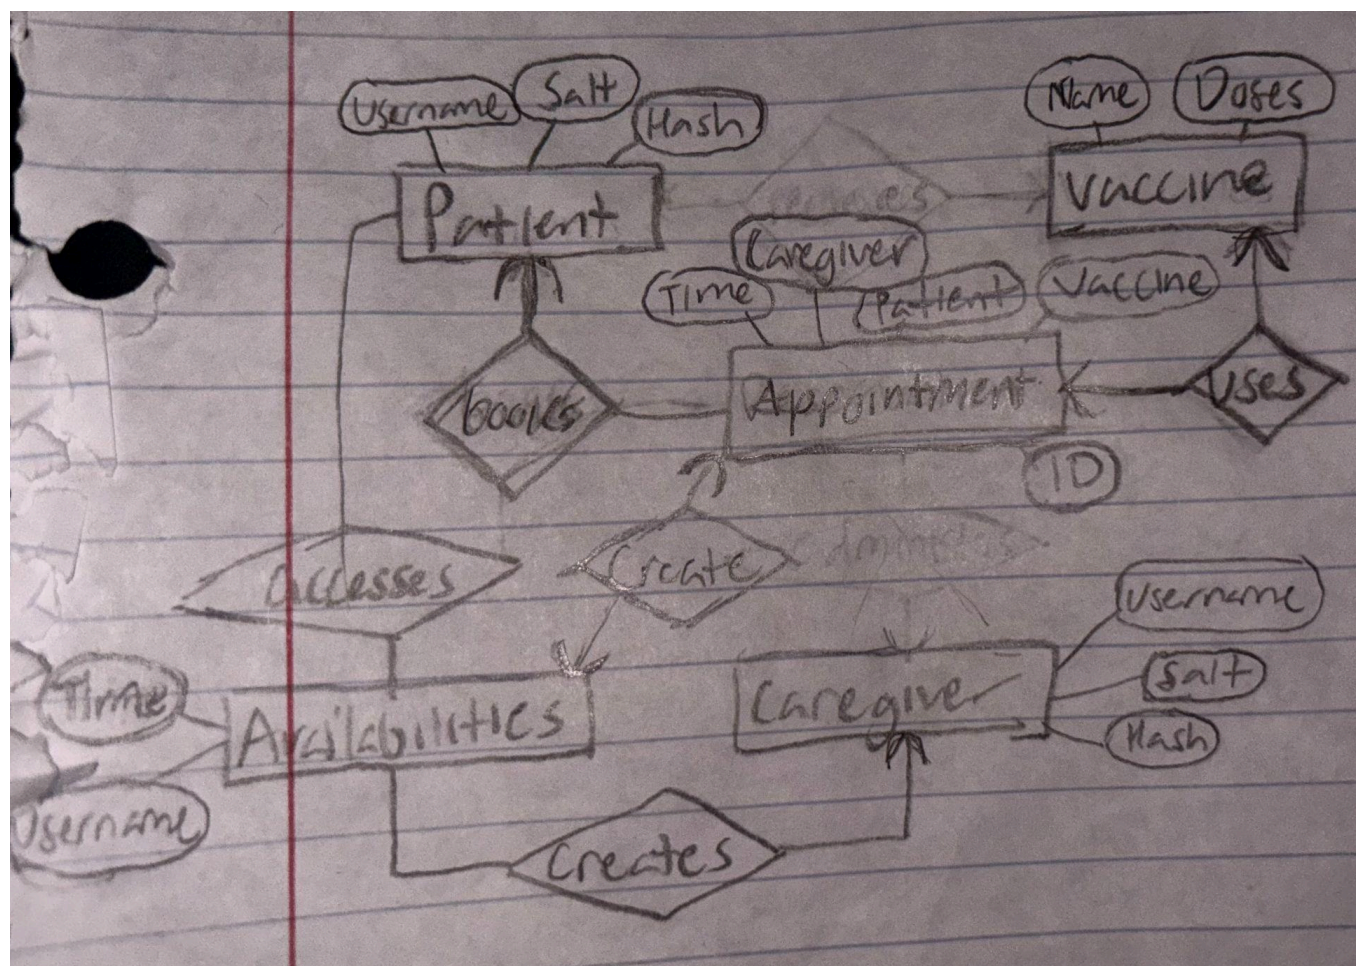 Username
Salt
Hash
Name
Doses
Patient
Vaccine
Caregiver
Time
Patient
Vaccine
books
Appointment
uses
ID
accesses
Create
administers
Username
Salt
Hash
Caregiver
Time
Availabilities
Username
Creates